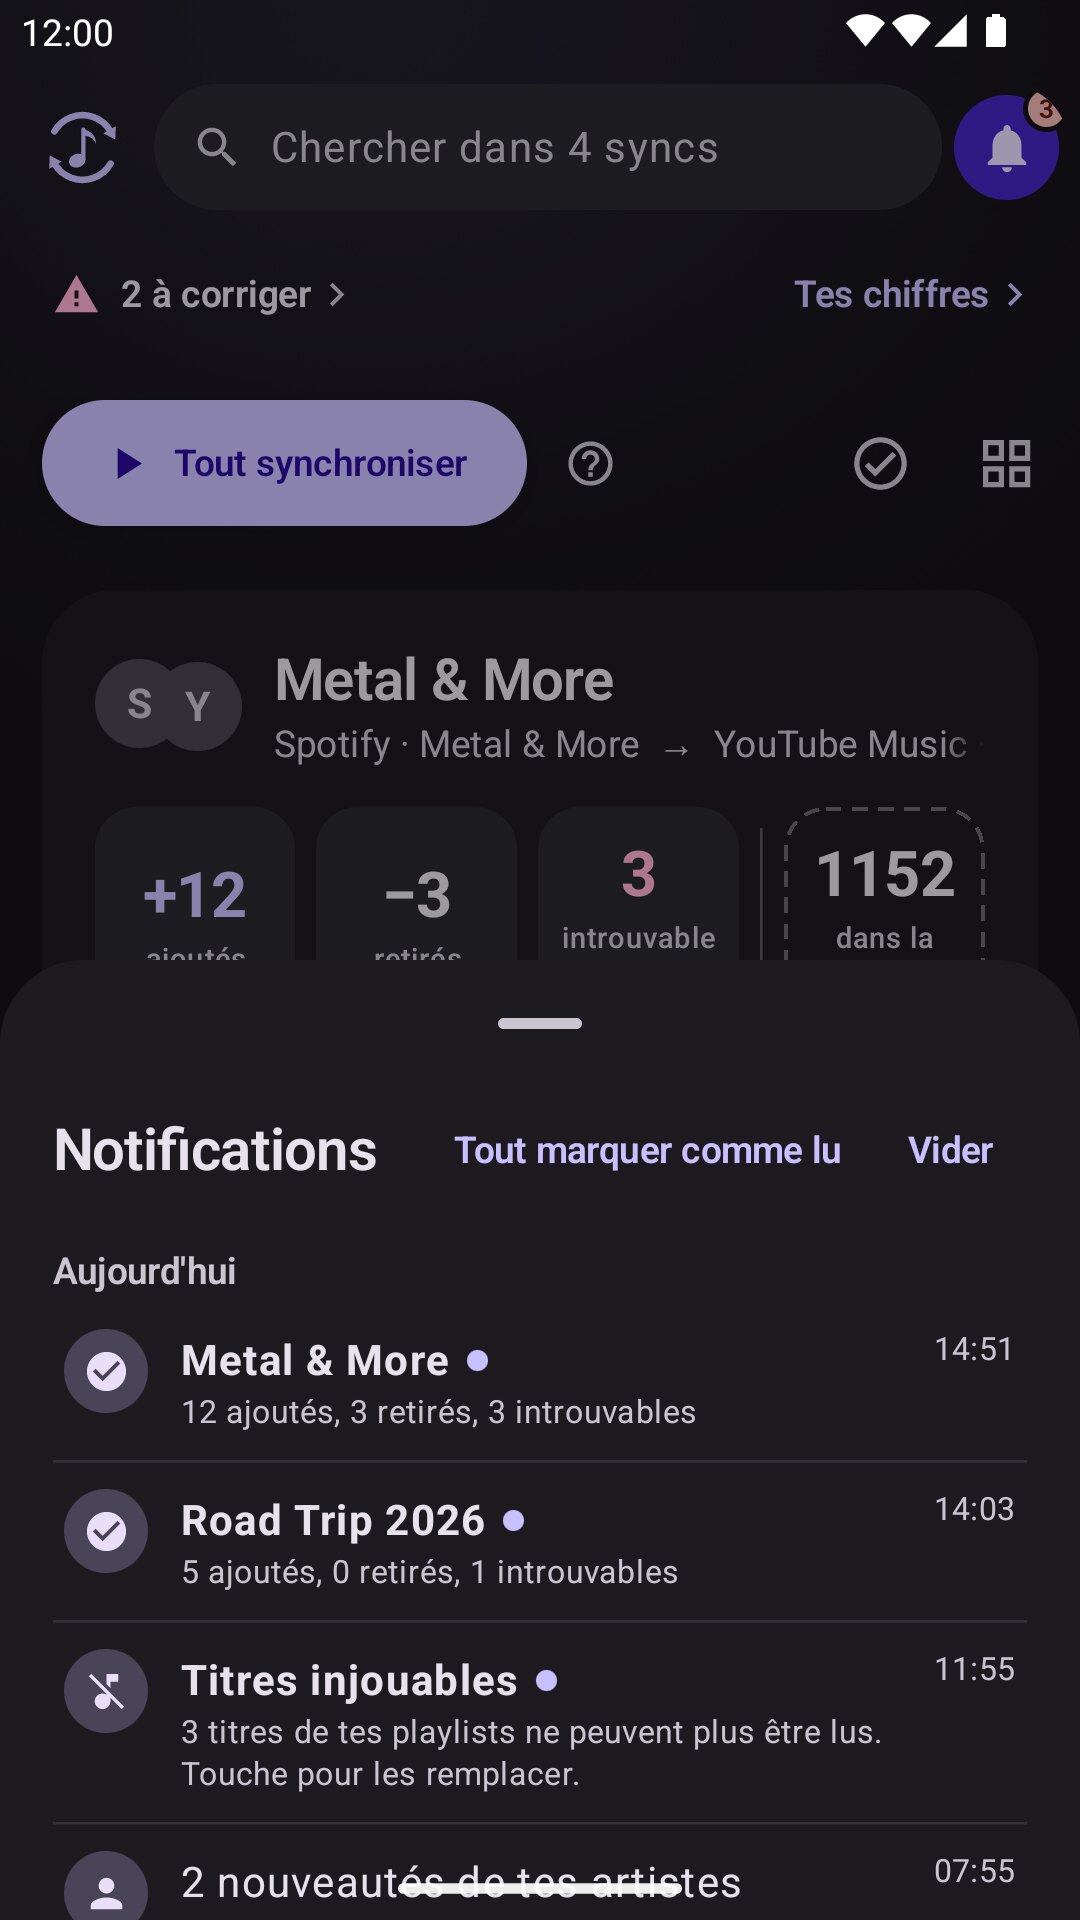 12:00
Chercher dans 4 syncs
3
2 à corriger
Tes chiffres
Tout synchroniser
S Y
Metal & More
Spotify · Metal & More → YouTube Music
+12
–3
3
1152
ajoutés
retirés
introuvable
dans la
Notifications
Tout marquer comme lu
Vider
Aujourd'hui
Metal & More
14:51
12 ajoutés, 3 retirés, 3 introuvables
Road Trip 2026
14:03
5 ajoutés, 0 retirés, 1 introuvables
Titres injouables
11:55
3 titres de tes playlists ne peuvent plus être lus.
Touche pour les remplacer.
2 nouveautés de tes artistes
07:55